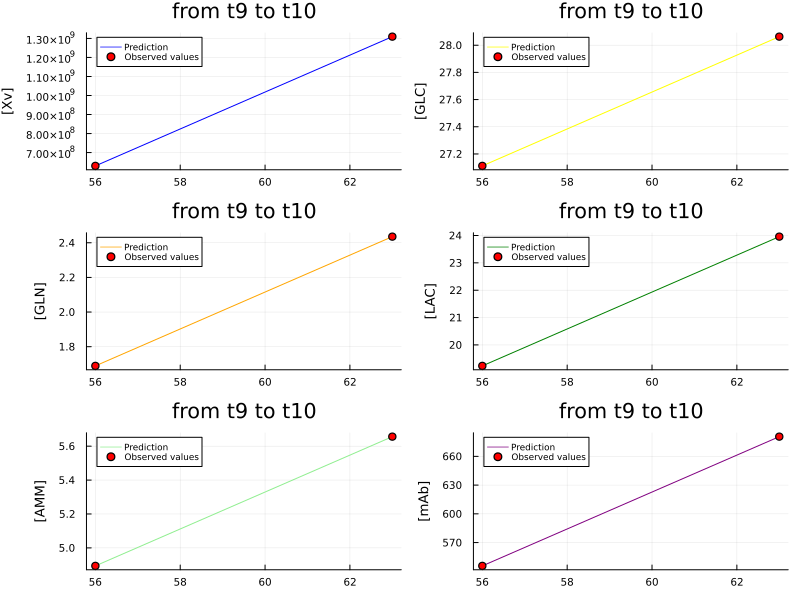 from t9 to t10
[Xv]
1.30×10⁹
1.20×10⁹
1.10×10⁹
1.00×10⁹
9.00×10⁸
8.00×10⁸
7.00×10⁸
Prediction
Observed values
56 58 60 62
from t9 to t10
[GLC]
28.0
27.8
27.6
27.4
27.2
Prediction
Observed values
56 58 60 62
from t9 to t10
[GLN]
2.4
2.2
2.0
1.8
Prediction
Observed values
56 58 60 62
from t9 to t10
[LAC]
24
23
22
21
20
Prediction
Observed values
56 58 60 62
from t9 to t10
[AMM]
5.6
5.4
5.2
5.0
Prediction
Observed values
56 58 60 62
from t9 to t10
[mAb]
660
630
600
570
Prediction
Observed values
56 58 60 62